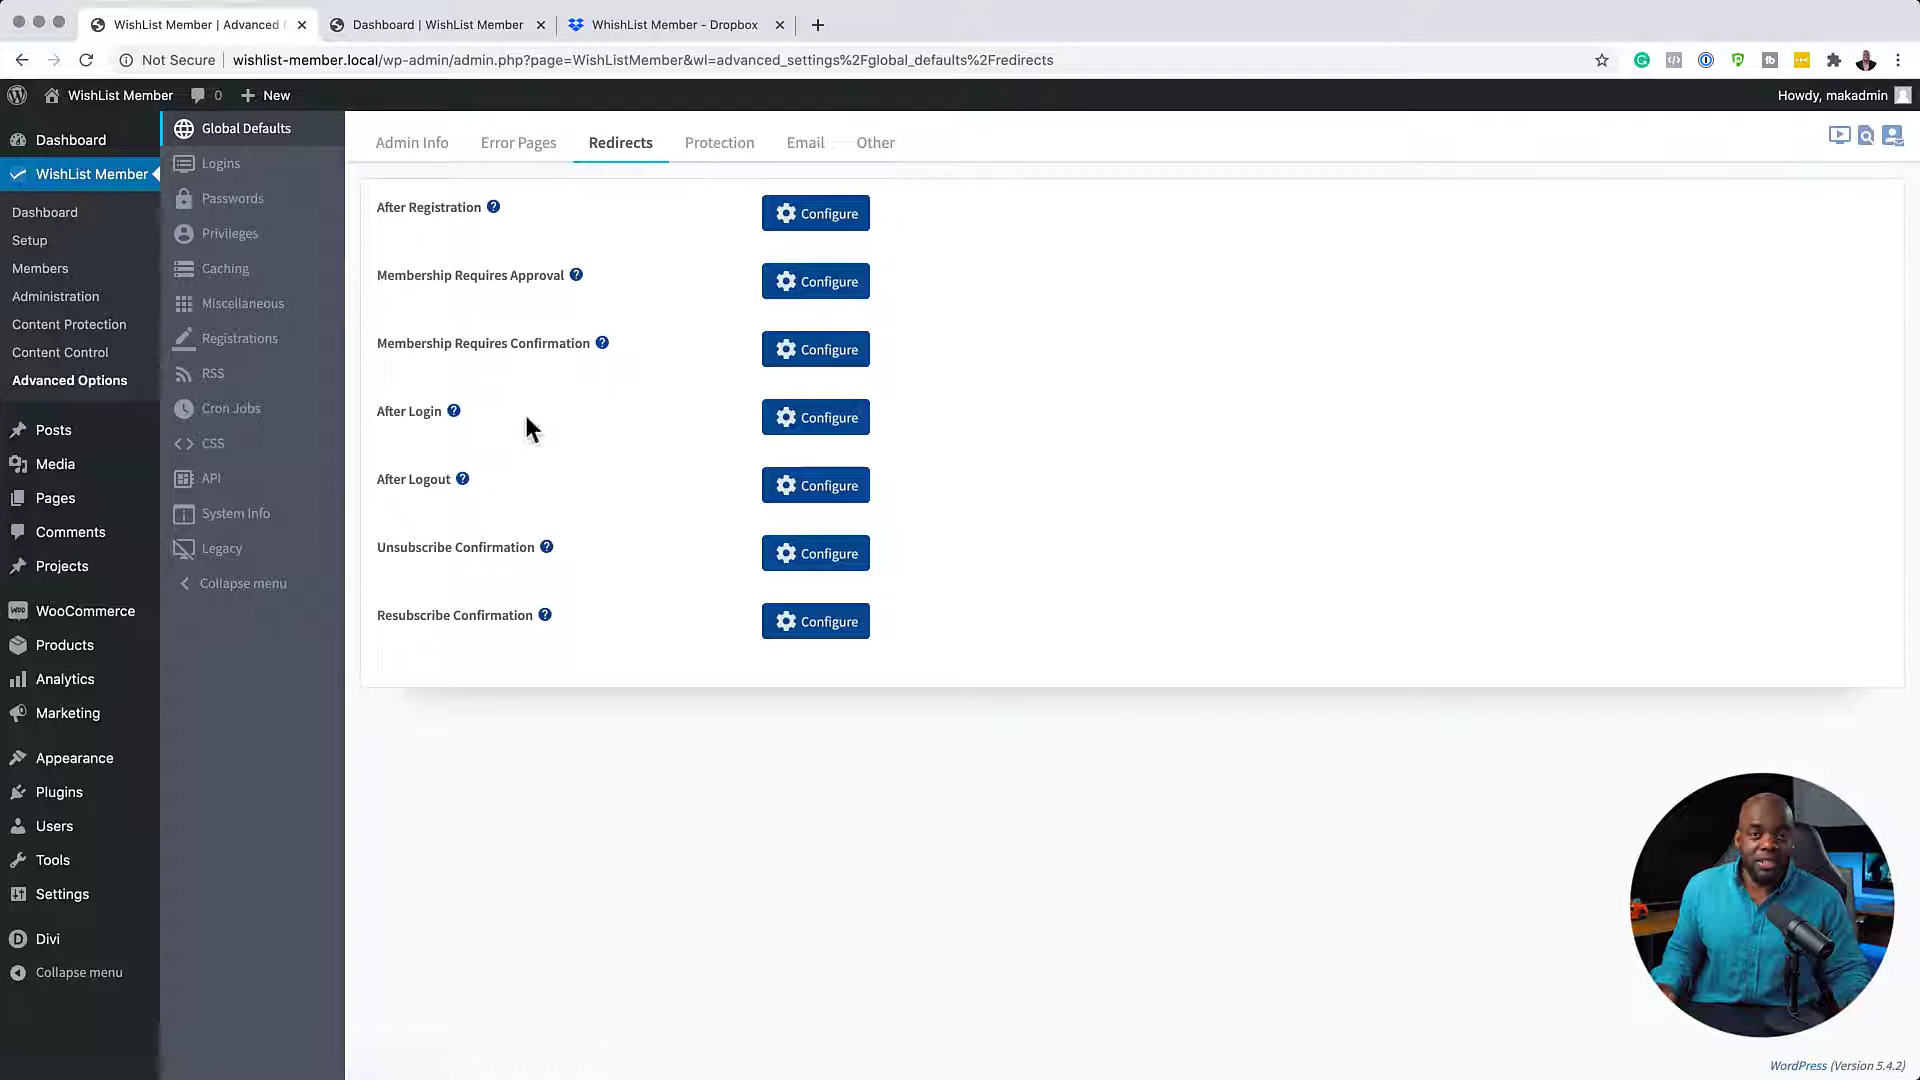 WishList Member | Advanced
Dashboard | WishList Member
WhishList Member - Dropbox
Not Secure
wishlist-member.local/wp-admin/admin.php?page=WishListMember&wl=advanced_settings%2Fglobal_defaults%2Fredirects
WishList Member
0
New
Howdy, makadmin
Dashboard
WishList Member
Dashboard
Setup
Members
Administration
Content Protection
Content Control
Advanced Options
Posts
Media
Pages
Comments
Projects
WooCommerce
Products
Analytics
Marketing
Appearance
Plugins
Users
Tools
Settings
Divi
Collapse menu
Global Defaults
Logins
Passwords
Privileges
Caching
Miscellaneous
Registrations
RSS
Cron Jobs
CSS
API
System Info
Legacy
Collapse menu
Admin Info
Error Pages
Redirects
Protection
Email
Other
After Registration
Configure
Membership Requires Approval
Configure
Membership Requires Confirmation
Configure
After Login
Configure
After Logout
Configure
Unsubscribe Confirmation
Configure
Resubscribe Confirmation
Configure
WordPress (Version 5.4.2)